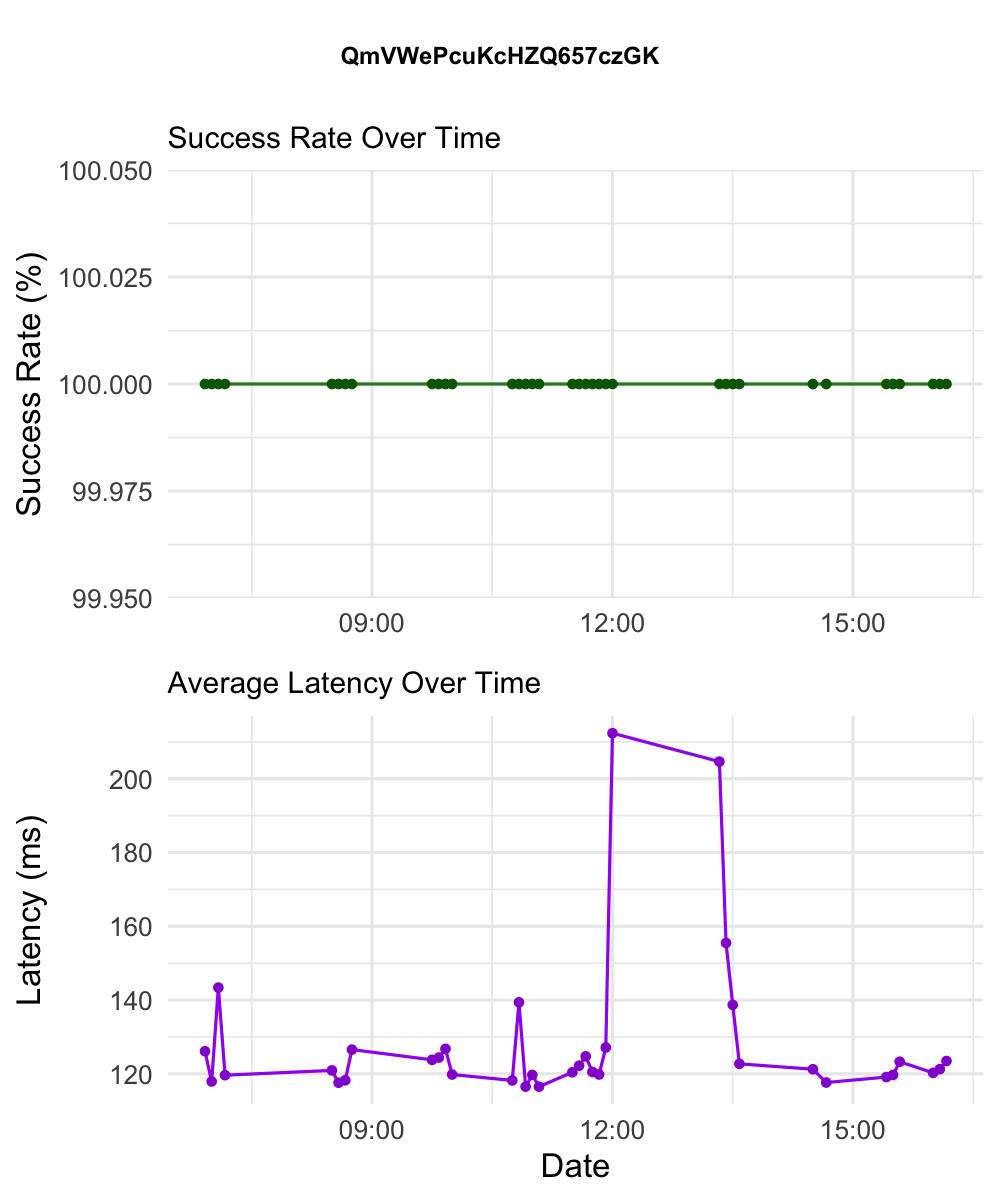 QmVWePcuKcHZQ657czGK
Success Rate Over Time
Success Rate (%)
100.050
100.025
100.000
99.975
99.950
09:00 12:00 15:00
Average Latency Over Time
Latency (ms)
200
180
160
140
120
09:00 12:00 15:00
Date